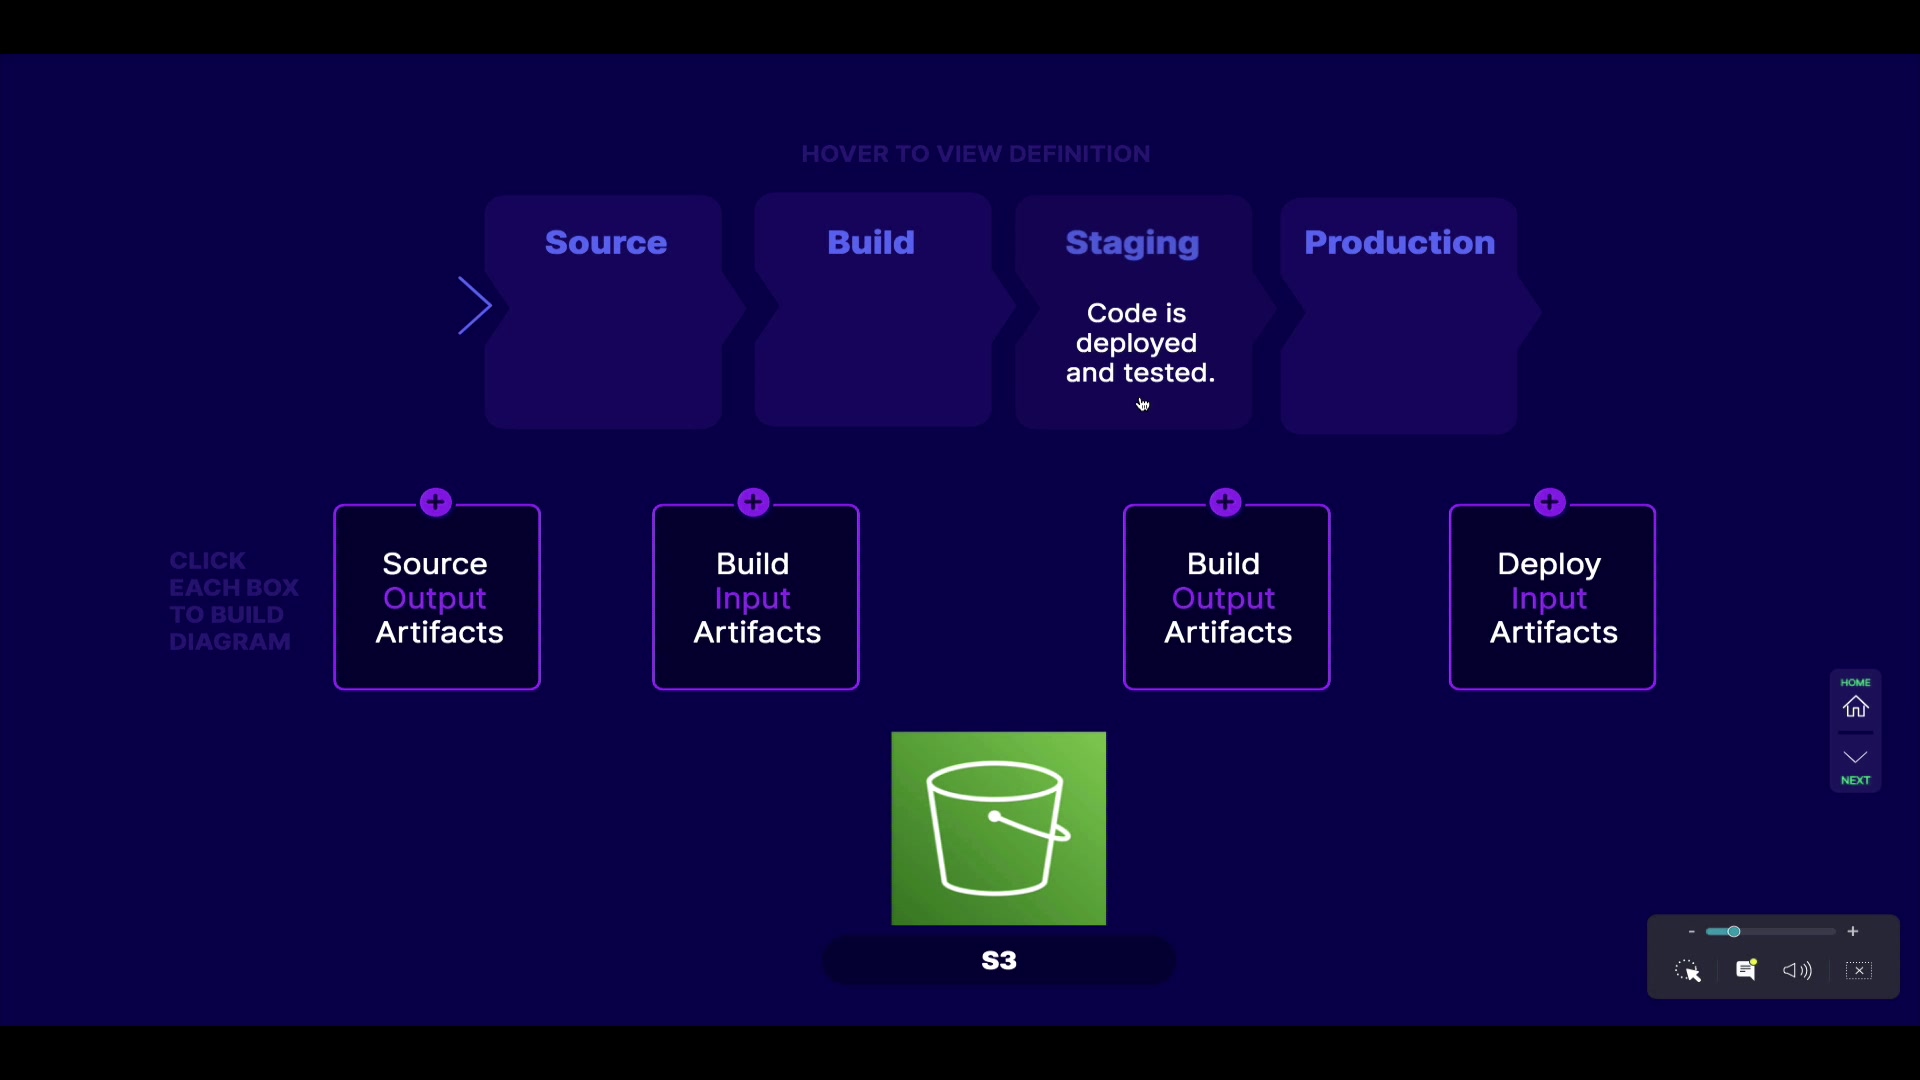 HOVER TO VIEW DEFINITION
Source
Build
Staging
Production
Code is
deployed
and tested.
CLICK
EACH BOX
TO BUILD
DIAGRAM
Source
Output
Artifacts
Build
Input
Artifacts
Build
Output
Artifacts
Deploy
Input
Artifacts
HOME
NEXT
S3